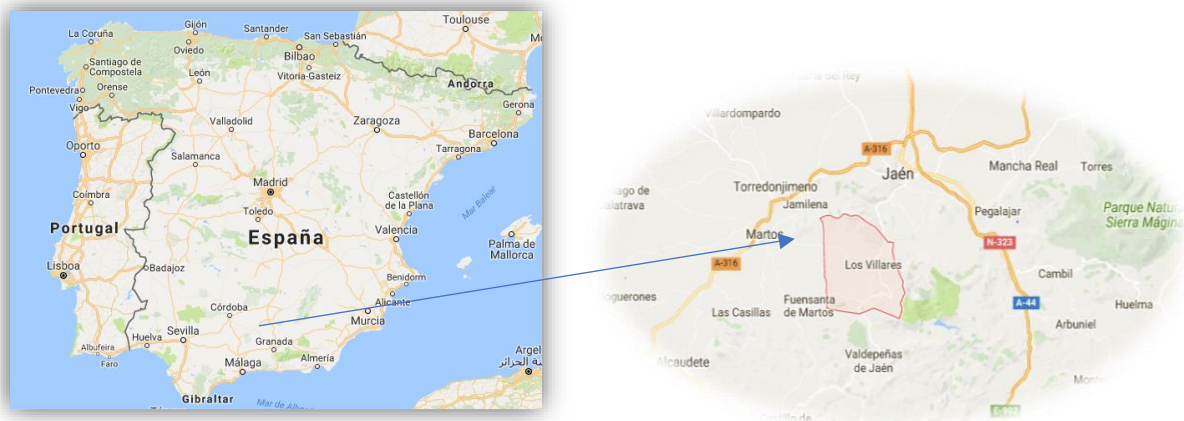 Toulouse
Gijón
La Coruña
Santander
San Sebastián
Oviedo
Bilbao
Santiago de
Compostela
León
Vitoria-Gasteiz
Andorra
Pontevedra
Orense
Vigo
Gerona
Valladolid
Zaragoza
Barcelona
Oporto
Tarragona
Salamanca
Madrid
Coímbra
Castellón
de la Plana
Mar Balear
Toledo
Portugal
España
Valencia
Palma de
Mallorca
Lisboa
Badajoz
Benidorm
Alicante
Córdoba
Murcia
Sevilla
Huelva
Granada
Albufeira
Faro
Málaga
Almería
Argel
Gibraltar
Mar de Albo
Villardompardo
A-316
Jaén
Mancha Real
Torres
Torredonjimeno
Jamilena
Pegalajar
Parque Natura
Sierra Mágina
Martos
N-323
A-316
Los Villares
Cambil
Fuensanta
de Martos
Las Casillas
A-44
Huelma
Arbuniel
Valdepeñas
de Jaén
Alcaudete